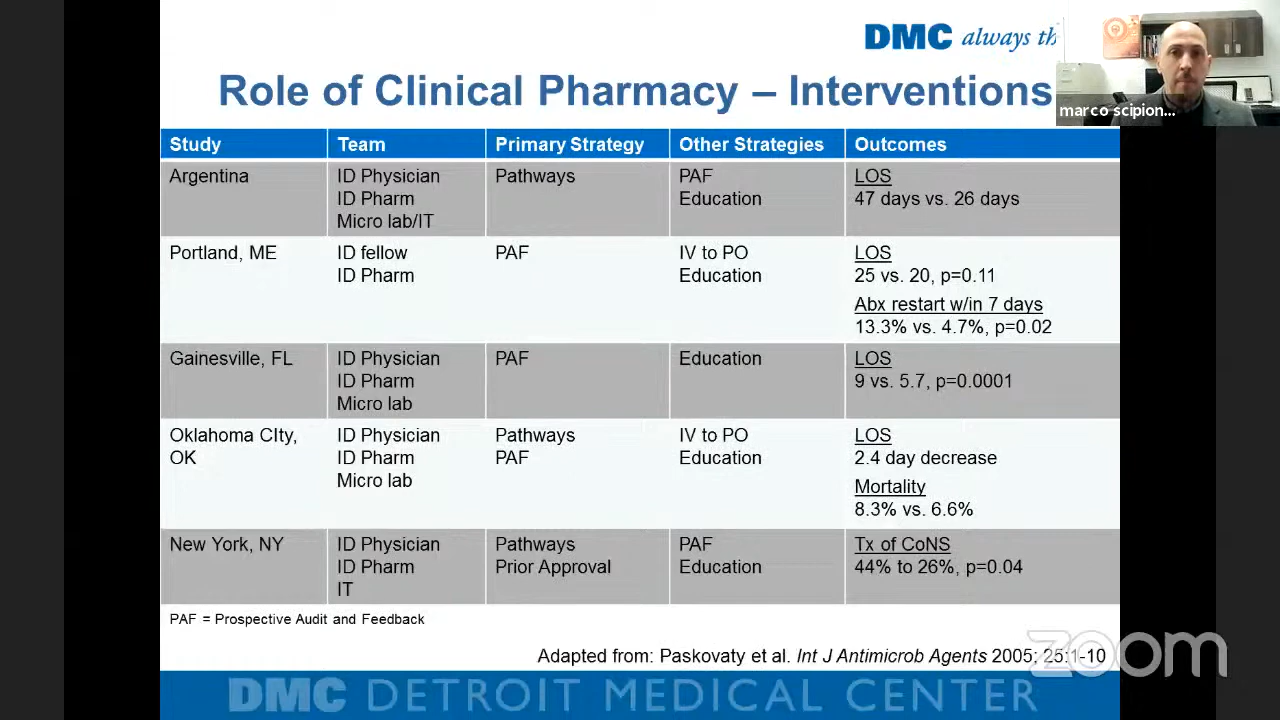 DMC always th
Role of Clinical Pharmacy – Interventions
marco scipion...
Study Team Primary Strategy Other Strategies Outcomes
Argentina
ID Physician
ID Pharm
Micro lab/IT
Pathways
PAF
Education
LOS
47 days vs. 26 days
Portland, ME
ID fellow
ID Pharm
PAF
IV to PO
Education
LOS
25 vs. 20, p=0.11
Abx restart w/in 7 days
13.3% vs. 4.7%, p=0.02
Gainesville, FL
ID Physician
ID Pharm
Micro lab
PAF
Education
LOS
9 vs. 5.7, p=0.0001
Oklahoma CIty,
OK
ID Physician
ID Pharm
Micro lab
Pathways
PAF
IV to PO
Education
LOS
2.4 day decrease
Mortality
8.3% vs. 6.6%
New York, NY
ID Physician
ID Pharm
IT
Pathways
Prior Approval
PAF
Education
Tx of CoNS
44% to 26%, p=0.04
PAF = Prospective Audit and Feedback
Adapted from: Paskovaty et al. Int J Antimicrob Agents 2005; 25:1-10
zoom
DMC DETROIT MEDICAL CENTER